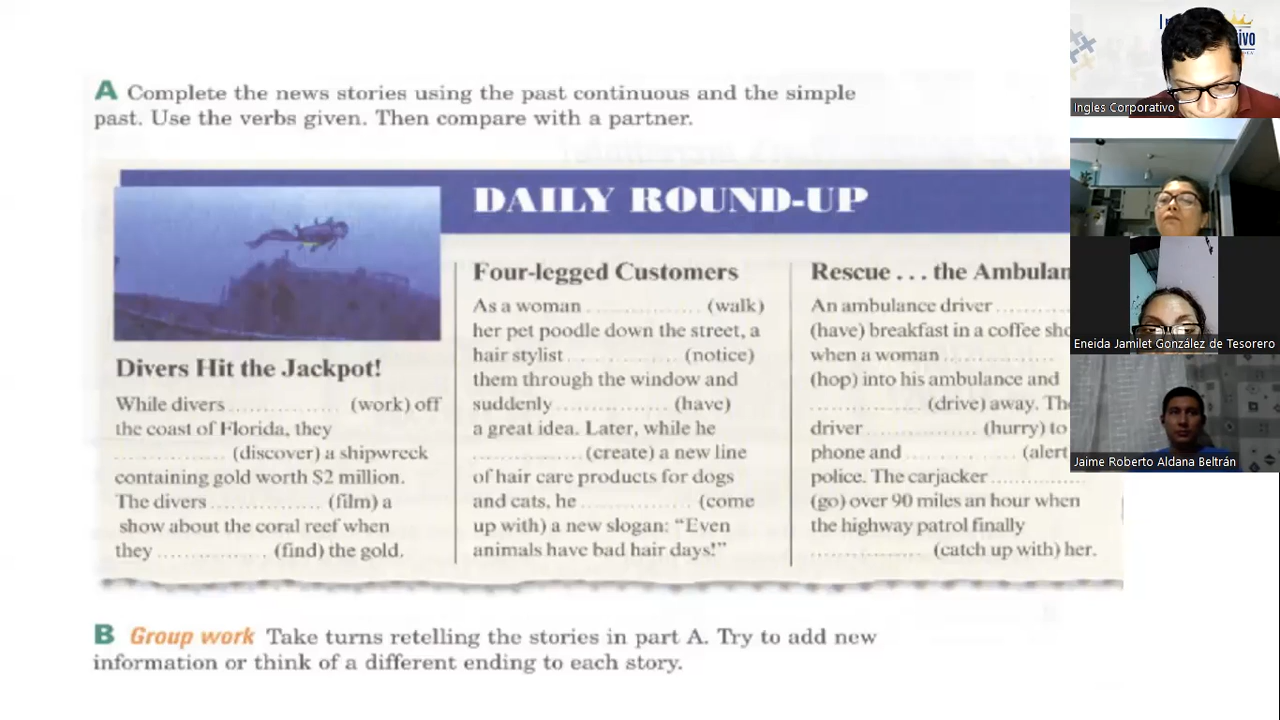 A Complete the news stories using the past continuous and the simple
past. Use the verbs given. Then compare with a partner.
DAILY ROUND-UP
Divers Hit the Jackpot!
While divers .................. (work) off
the coast of Florida, they
.................. (discover) a shipwreck
containing gold worth $2 million.
The divers .................. (film) a
show about the coral reef when
they .................. (find) the gold.
Four-legged Customers
As a woman .................. (walk)
her pet poodle down the street, a
hair stylist .................. (notice)
them through the window and
suddenly .................. (have)
a great idea. Later, while he
.................. (create) a new line
of hair care products for dogs
and cats, he .................. (come
up with) a new slogan: “Even
animals have bad hair days!”
Rescue . . . the Ambulan
An ambulance driver ............
(have) breakfast in a coffee sho
when a woman ..................
(hop) into his ambulance and
.................. (drive) away. Th
driver .................. (hurry) to
phone and .................. (alert
police. The carjacker ............
(go) over 90 miles an hour when
the highway patrol finally
.................. (catch up with) her.
B Group work Take turns retelling the stories in part A. Try to add new
information or think of a different ending to each story.
Ingles Corporativo
Eneida Jamilet González de Tesorero
Jaime Roberto Aldana Beltrán